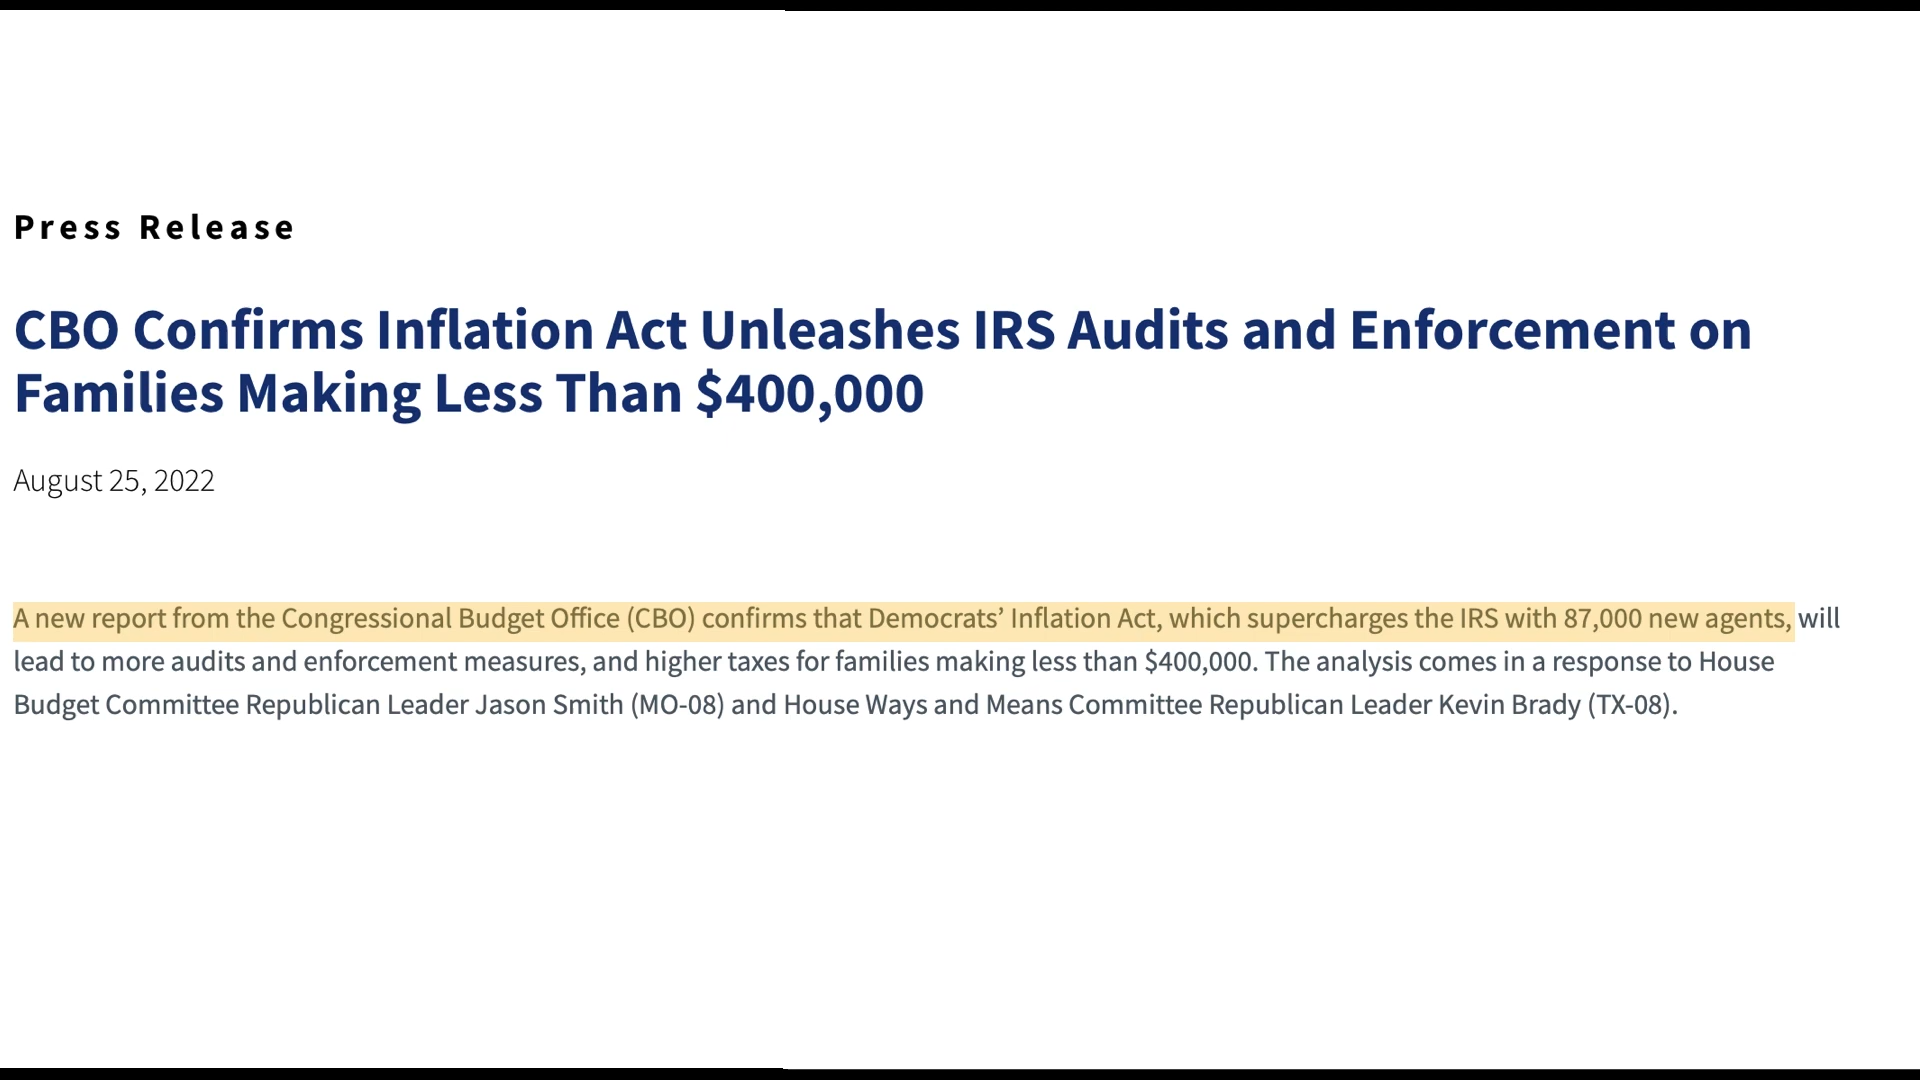 Press Release
CBO Confirms Inflation Act Unleashes IRS Audits and Enforcement on
Families Making Less Than $400,000
August 25, 2022
A new report from the Congressional Budget Office (CBO) confirms that Democrats’ Inflation Act, which supercharges the IRS with 87,000 new agents, will
lead to more audits and enforcement measures, and higher taxes for families making less than $400,000. The analysis comes in a response to House
Budget Committee Republican Leader Jason Smith (MO-08) and House Ways and Means Committee Republican Leader Kevin Brady (TX-08).